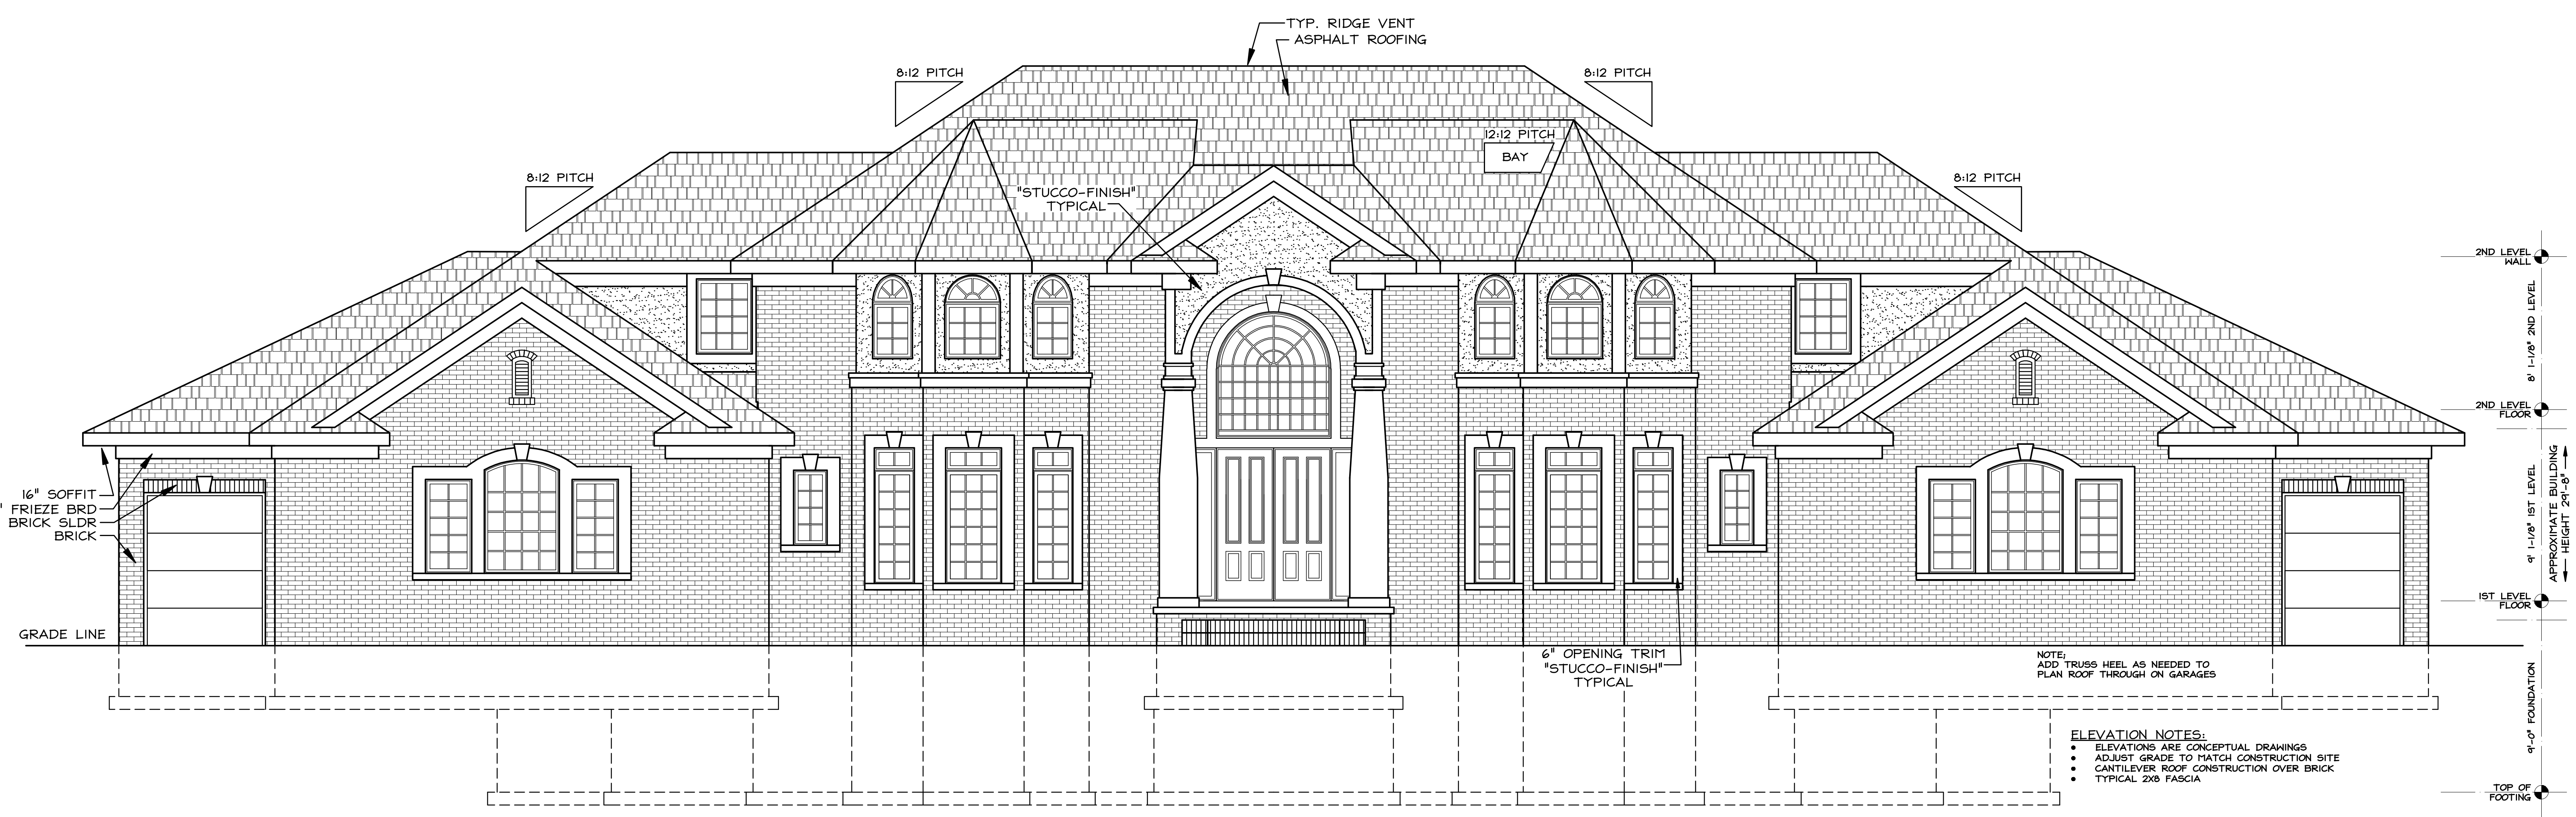 TYP. RIDGE VENT
ASPHALT ROOFING
8:12 PITCH
8:12 PITCH
12:12 PITCH
BAY
8:12 PITCH
8:12 PITCH
"STUCCO-FINISH"
TYPICAL
16" SOFFIT
" FRIEZE BRD
BRICK SLDR
BRICK
GRADE LINE
6" OPENING TRIM
"STUCCO-FINISH"
TYPICAL
NOTE;
ADD TRUSS HEEL AS NEEDED TO
PLAN ROOF THROUGH ON GARAGES
ELEVATION NOTES:
• ELEVATIONS ARE CONCEPTUAL DRAWINGS
• ADJUST GRADE TO MATCH CONSTRUCTION SITE
• CANTILEVER ROOF CONSTRUCTION OVER BRICK
• TYPICAL 2X8 FASCIA
2ND LEVEL
WALL
8' 1-1/8" 2ND LEVEL
2ND LEVEL
FLOOR
9' 1-1/8" 1ST LEVEL
APPROXIMATE BUILDING
HEIGHT 29'-8"
1ST LEVEL
FLOOR
9'-0" FOUNDATION
TOP OF
FOOTING